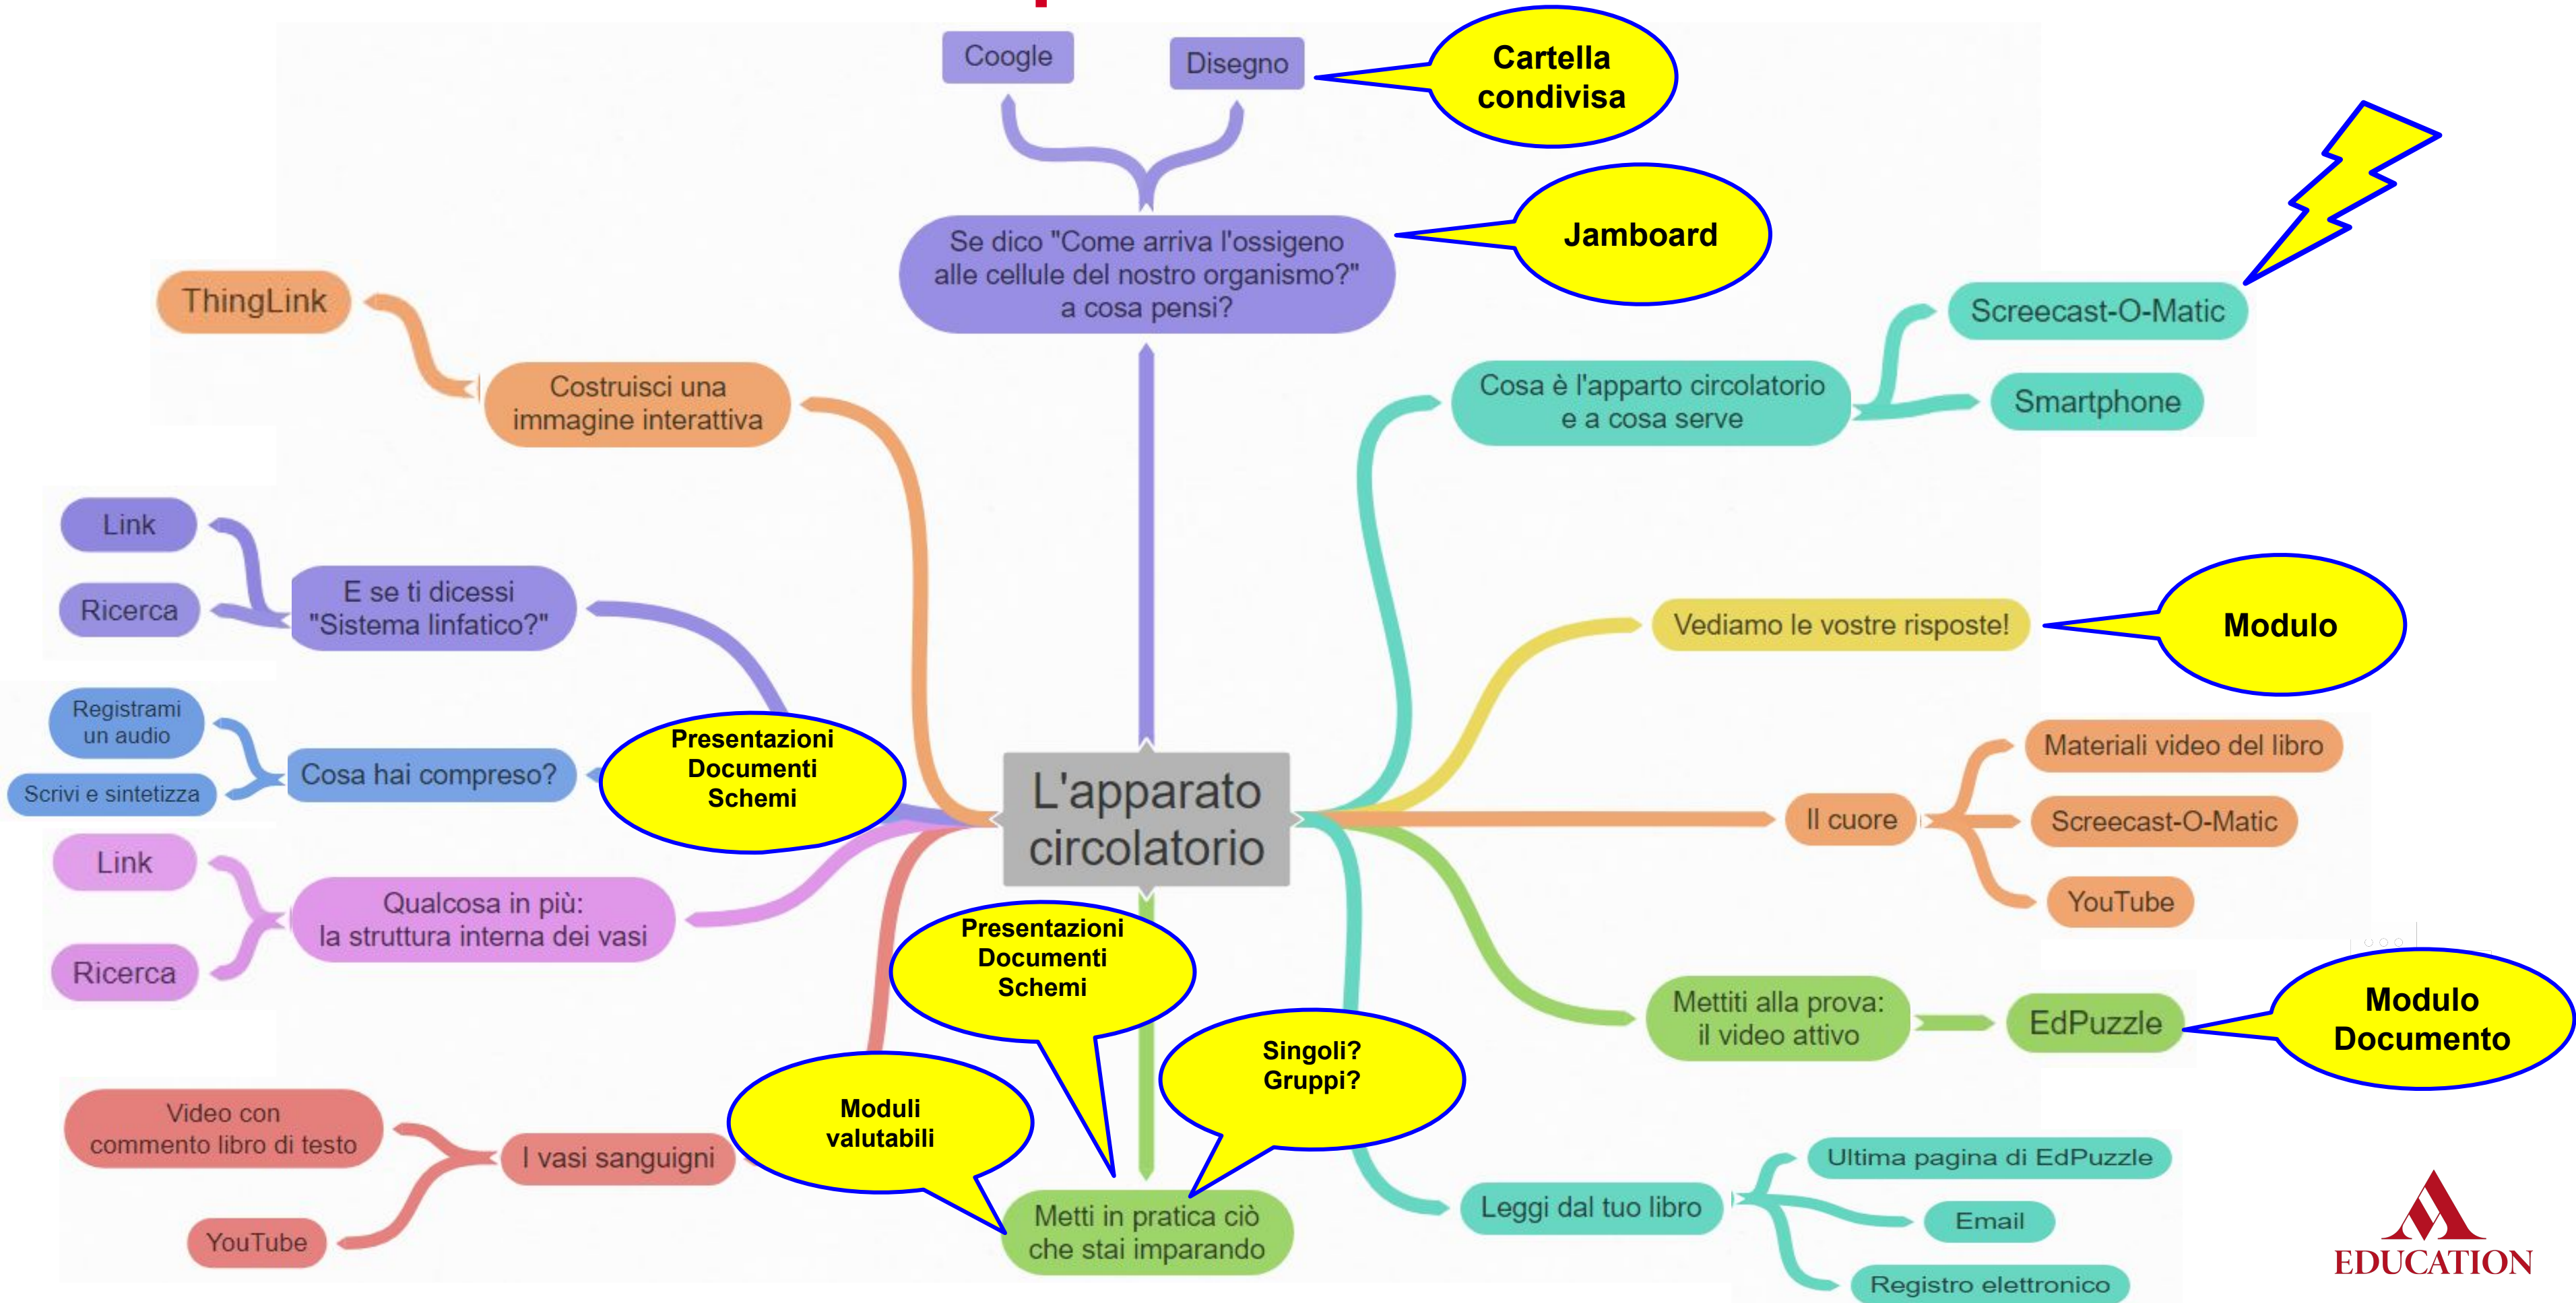 Coogle
Disegno
Cartella
condivisa
Se dico "Come arriva l'ossigeno
alle cellule del nostro organismo?"
a cosa pensi?
Jamboard
ThingLink
Costruisci una
immagine interattiva
Screecast-O-Matic
Cosa è l'apparto circolatorio
e a cosa serve
Smartphone
Link
Ricerca
E se ti dicessi
"Sistema linfatico?"
Vediamo le vostre risposte!
Modulo
Registrami
un audio
Scrivi e sintetizza
Cosa hai compreso?
Presentazioni
Documenti
Schemi
L'apparato
circolatorio
Materiali video del libro
Il cuore
Screecast-O-Matic
YouTube
Link
Ricerca
Qualcosa in più:
la struttura interna dei vasi
Presentazioni
Documenti
Schemi
Mettiti alla prova:
il video attivo
EdPuzzle
Modulo
Documento
Singoli?
Gruppi?
Moduli
valutabili
Video con
commento libro di testo
I vasi sanguigni
YouTube
Metti in pratica ciò
che stai imparando
Leggi dal tuo libro
Ultima pagina di EdPuzzle
Email
Registro elettronico
EDUCATION